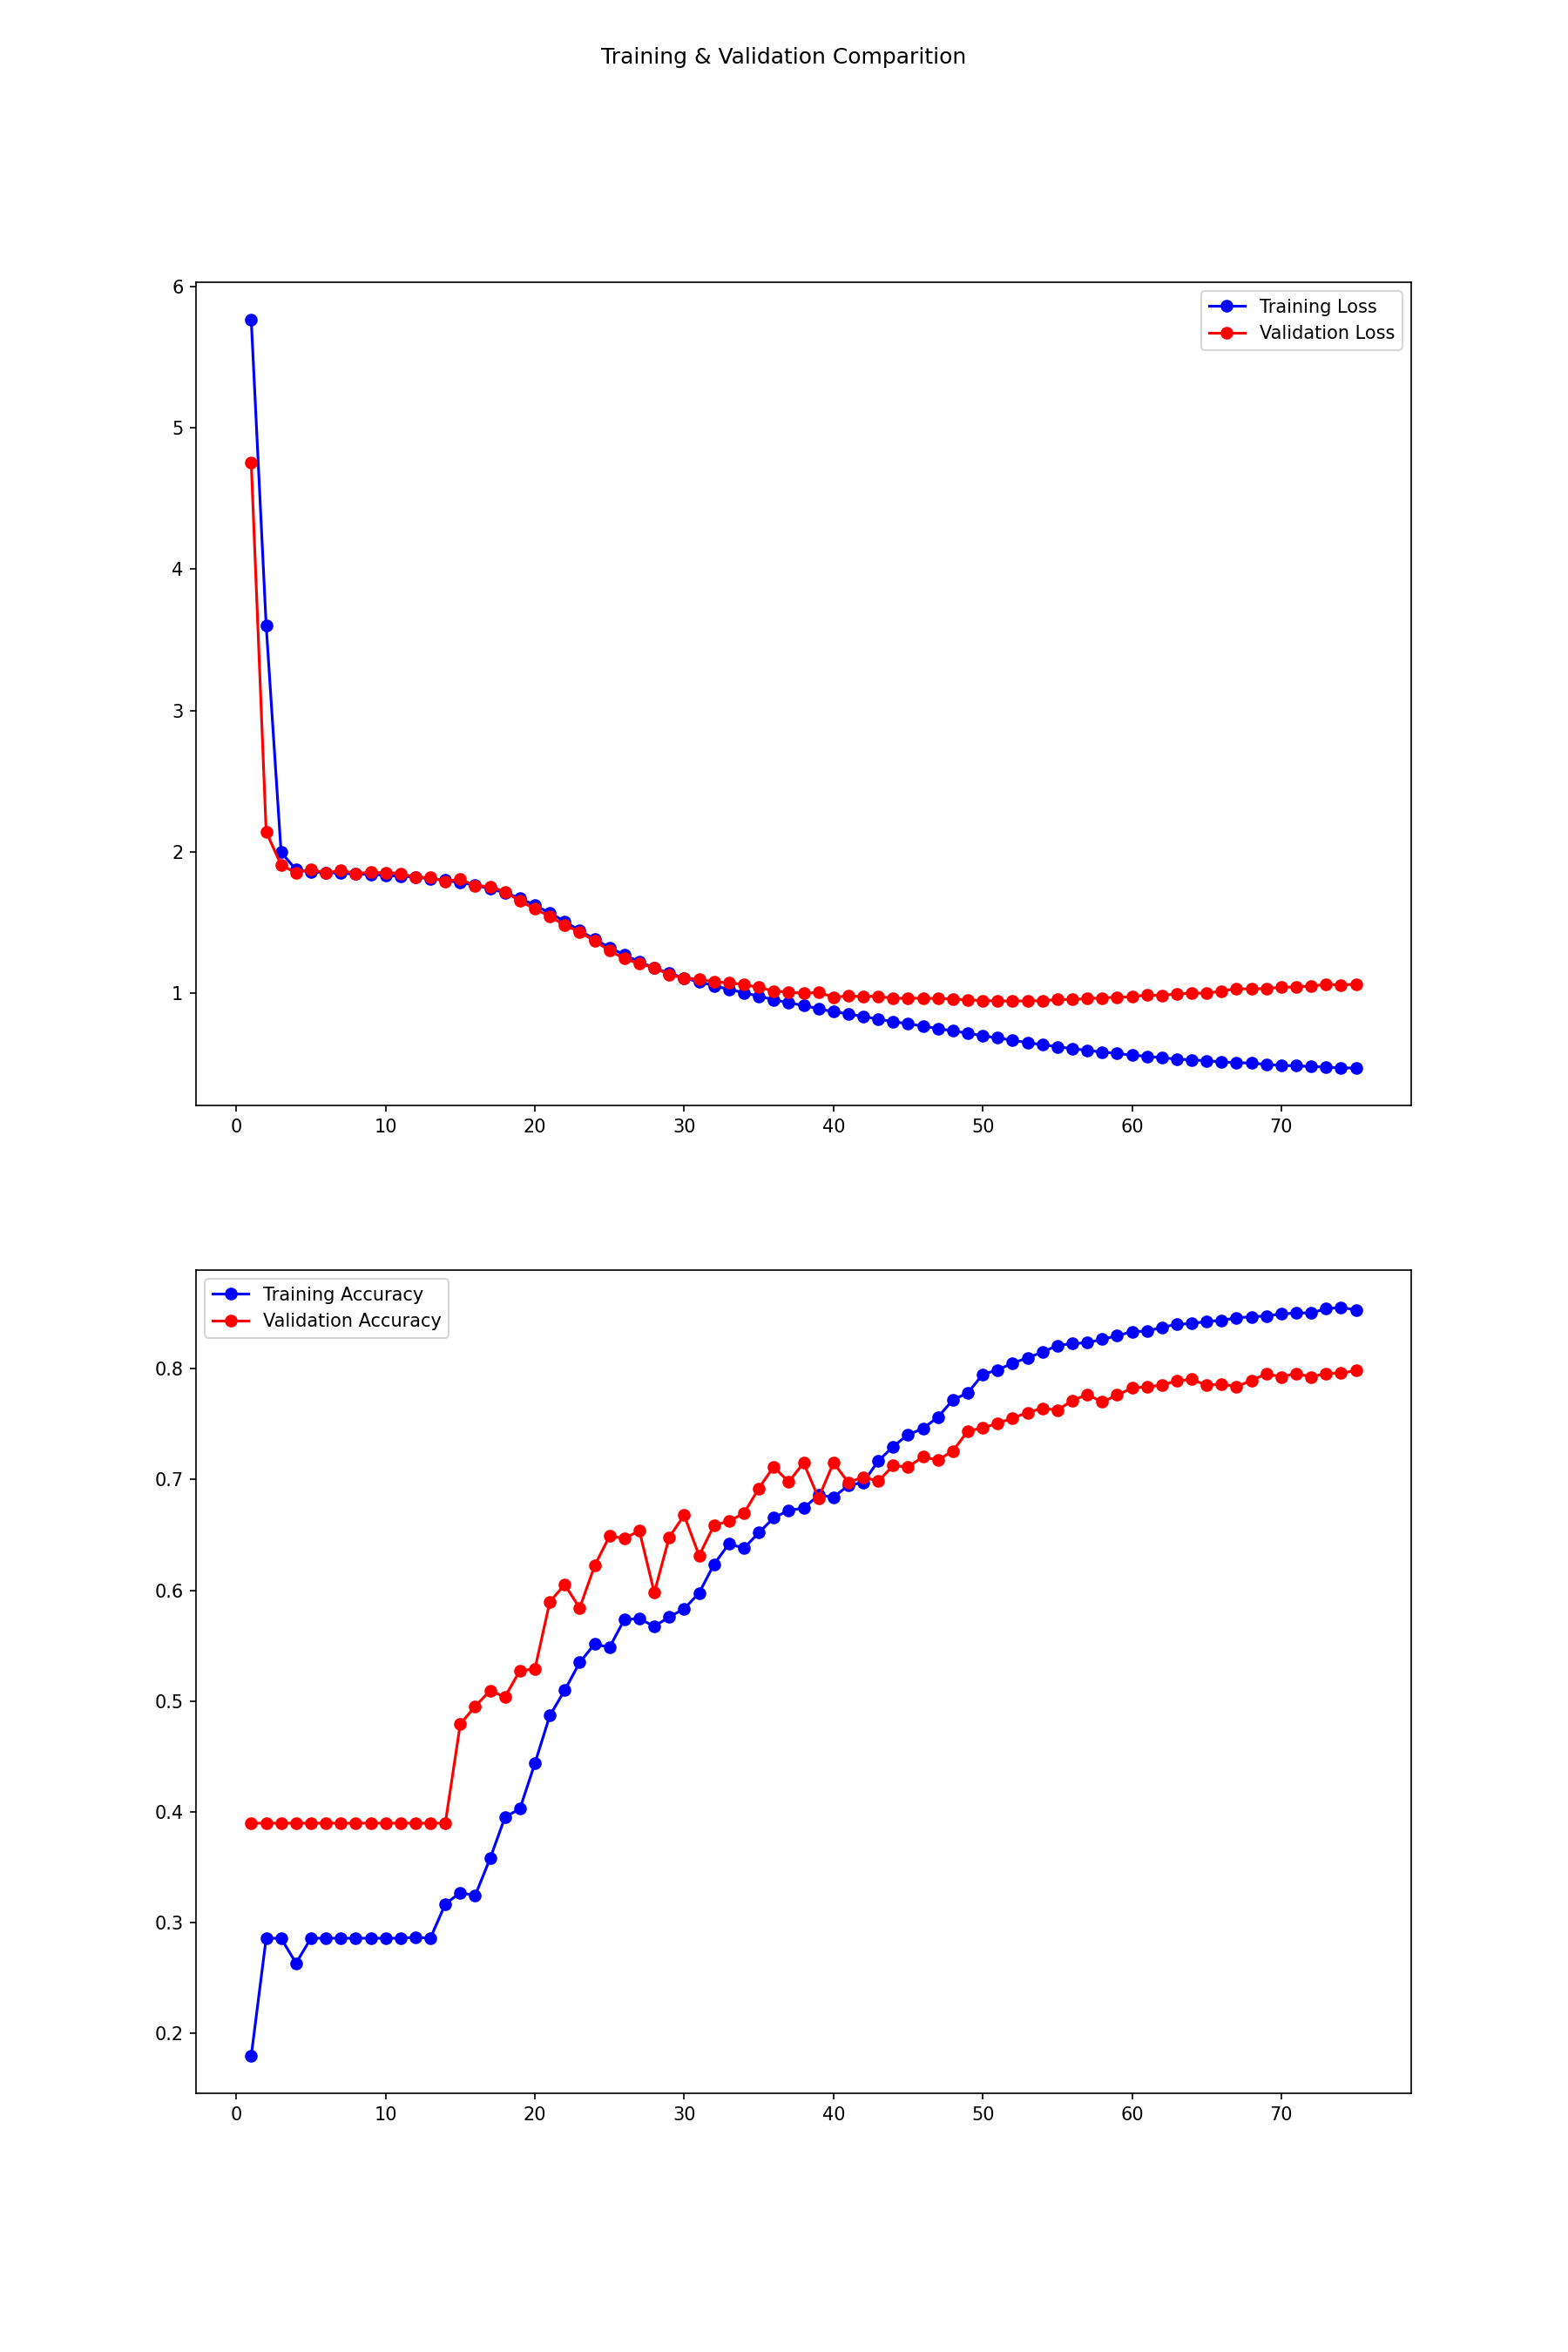 Training & Validation Comparition
6
5
4
3
2
1
Training Loss
Validation Loss
0 10 20 30 40 50 60 70
Training Accuracy
Validation Accuracy
0.8
0.7
0.6
0.5
0.4
0.3
0.2
0 10 20 30 40 50 60 70